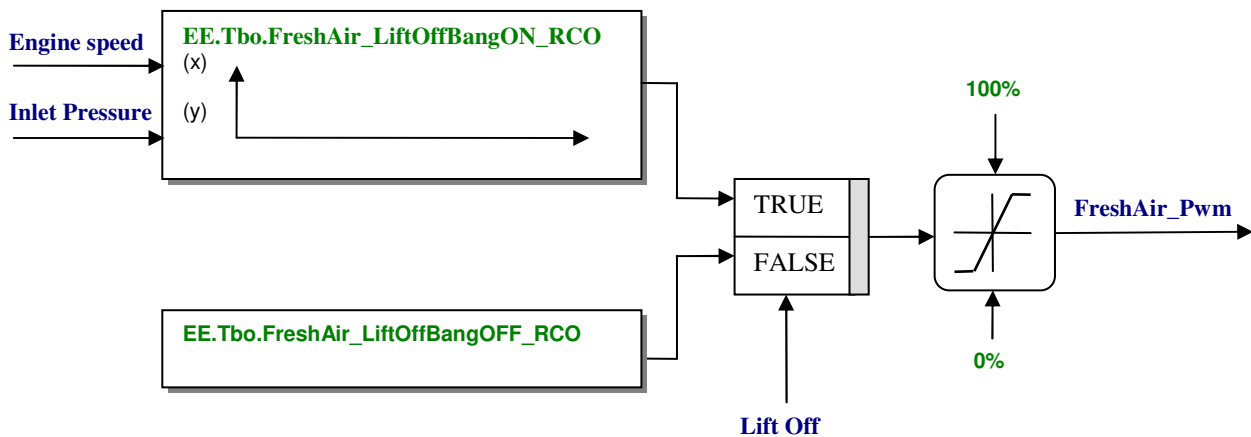 Engine speed
EE.Tbo.FreshAir_LiftOffBangON_RCO
(x)
Inlet Pressure
(y)
100%
TRUE
FALSE
FreshAir_Pwm
EE.Tbo.FreshAir_LiftOffBangOFF_RCO
0%
Lift Off